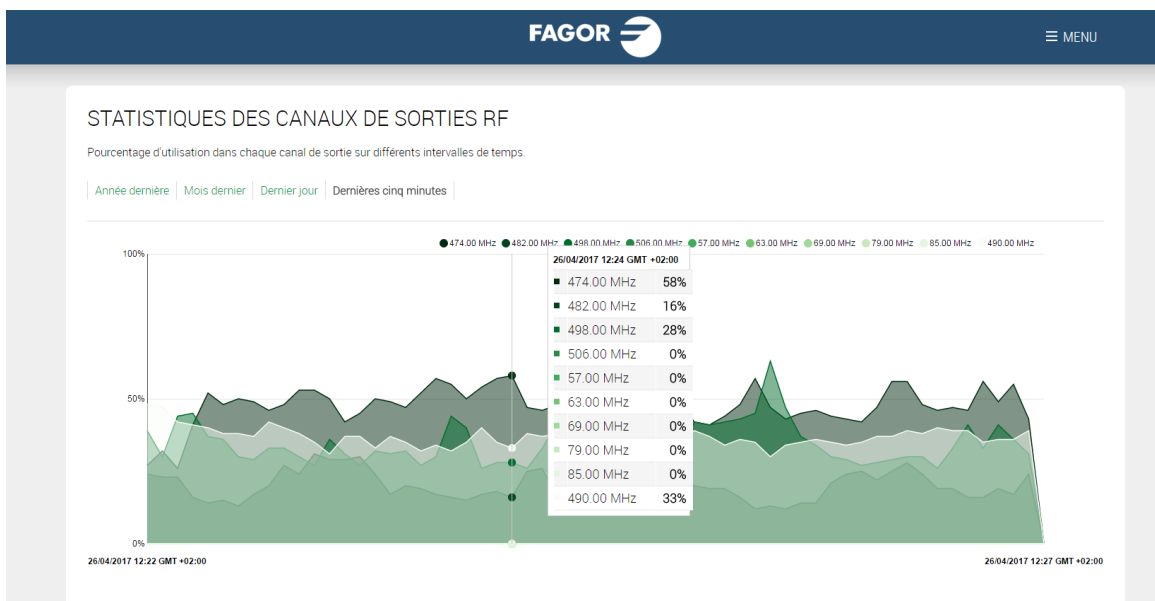 FAGOR
☰ MENU
STATISTIQUES DES CANAUX DE SORTIES RF
Pourcentage d'utilisation dans chaque canal de sortie sur différents intervalles de temps.
Année dernière | Mois dernier | Dernier jour | Dernières cinq minutes
474.00 MHz 482.00 MHz 498.00 MHz 506.00 MHz 57.00 MHz 63.00 MHz 69.00 MHz 79.00 MHz 85.00 MHz 490.00 MHz
100%
26/04/2017 12:24 GMT +02:00
474.00 MHz 58%
482.00 MHz 16%
498.00 MHz 28%
506.00 MHz 0%
57.00 MHz 0%
63.00 MHz 0%
69.00 MHz 0%
79.00 MHz 0%
85.00 MHz 0%
490.00 MHz 33%
50%
0%
26/04/2017 12:22 GMT +02:00
26/04/2017 12:27 GMT +02:00